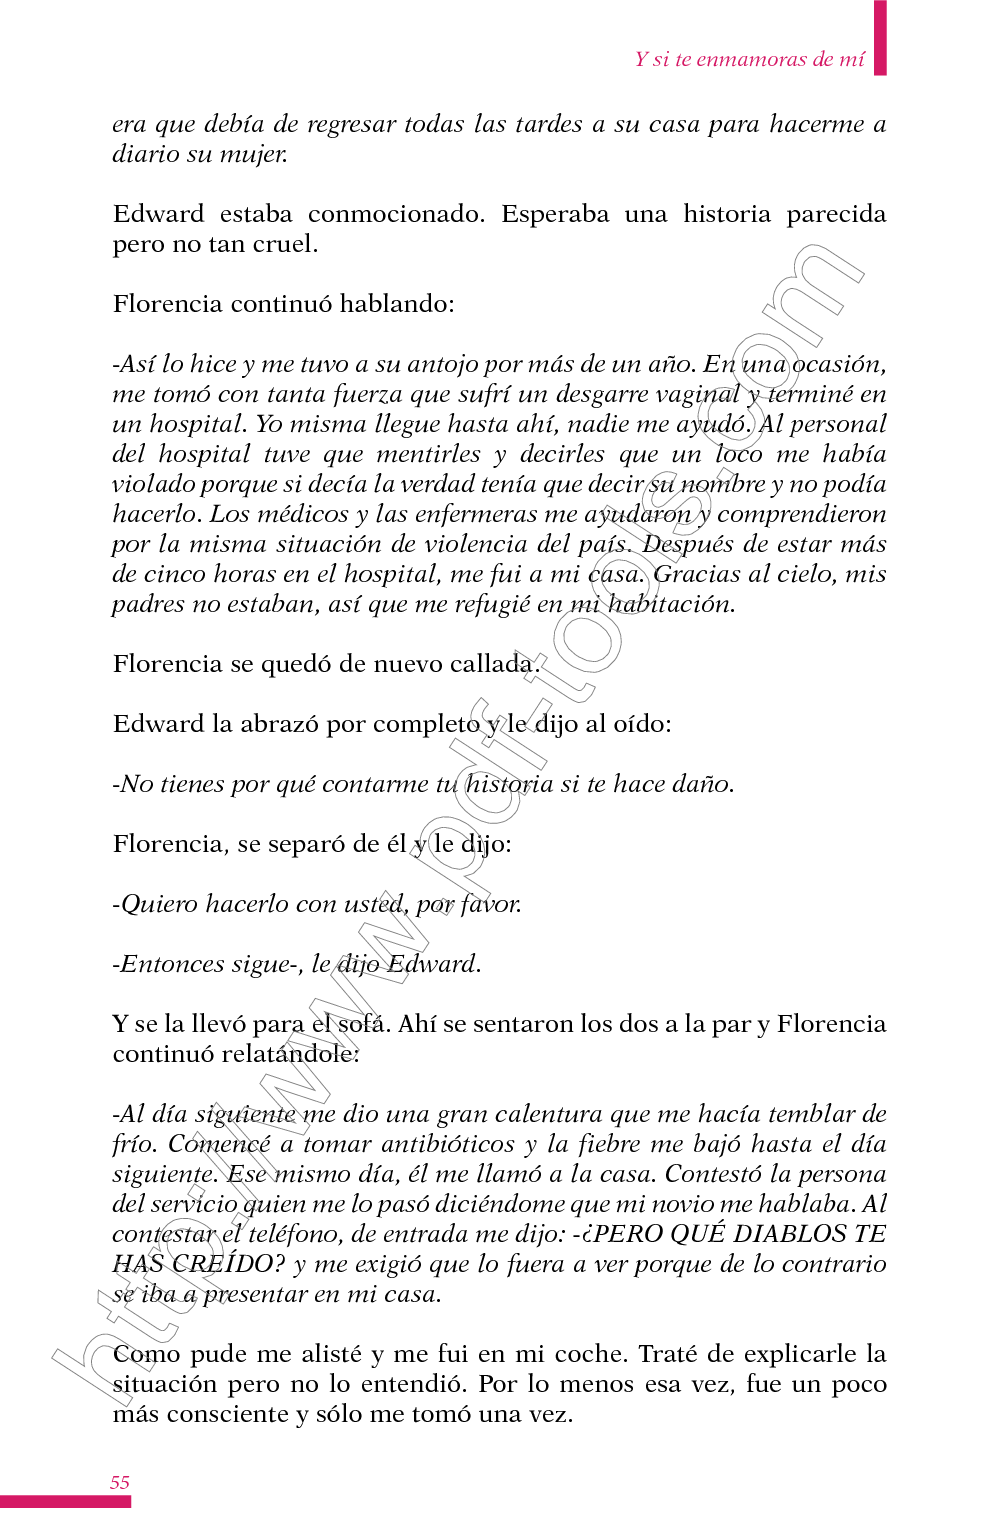 Y si te enmamoras de mí
era que debía de regresar todas las tardes a su casa para hacerme a
diario su mujer.
Edward estaba conmocionado. Esperaba una historia parecida
pero no tan cruel.
Florencia continuó hablando:
-Así lo hice y me tuvo a su antojo por más de un año. En una ocasión,
me tomó con tanta fuerza que sufrí un desgarre vaginal y terminé en
un hospital. Yo misma llegue hasta ahí, nadie me ayudó. Al personal
del hospital tuve que mentirles y decirles que un loco me había
violado porque si decía la verdad tenía que decir su nombre y no podía
hacerlo. Los médicos y las enfermeras me ayudaron y comprendieron
por la misma situación de violencia del país. Después de estar más
de cinco horas en el hospital, me fui a mi casa. Gracias al cielo, mis
padres no estaban, así que me refugié en mi habitación.
Florencia se quedó de nuevo callada.
Edward la abrazó por completo y le dijo al oído:
-No tienes por qué contarme tu historia si te hace daño.
Florencia, se separó de él y le dijo:
-Quiero hacerlo con usted, por favor.
-Entonces sigue-, le dijo Edward.
Y se la llevó para el sofá. Ahí se sentaron los dos a la par y Florencia
continuó relatándole:
-Al día siguiente me dio una gran calentura que me hacía temblar de
frío. Comencé a tomar antibióticos y la fiebre me bajó hasta el día
siguiente. Ese mismo día, él me llamó a la casa. Contestó la persona
del servicio quien me lo pasó diciéndome que mi novio me hablaba. Al
contestar el teléfono, de entrada me dijo: -¿PERO QUÉ DIABLOS TE
HAS CREÍDO? y me exigió que lo fuera a ver porque de lo contrario
se iba a presentar en mi casa.
Como pude me alisté y me fui en mi coche. Traté de explicarle la
situación pero no lo entendió. Por lo menos esa vez, fue un poco
más consciente y sólo me tomó una vez.
55
http://www.pdf-tools.com